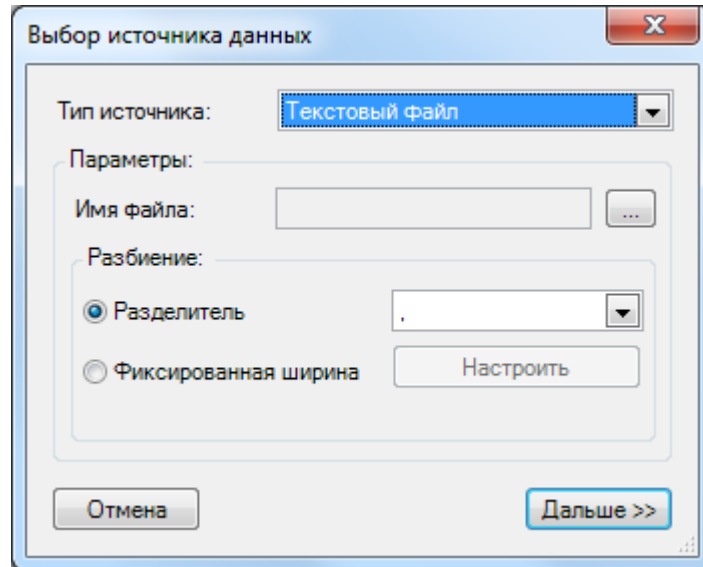 Выбор источника данных
Тип источника: Текстовый файл
Параметры:
Имя файла: ...
Разбиение:
Разделитель ,
Фиксированная ширина Настроить
Отмена Дальше >>